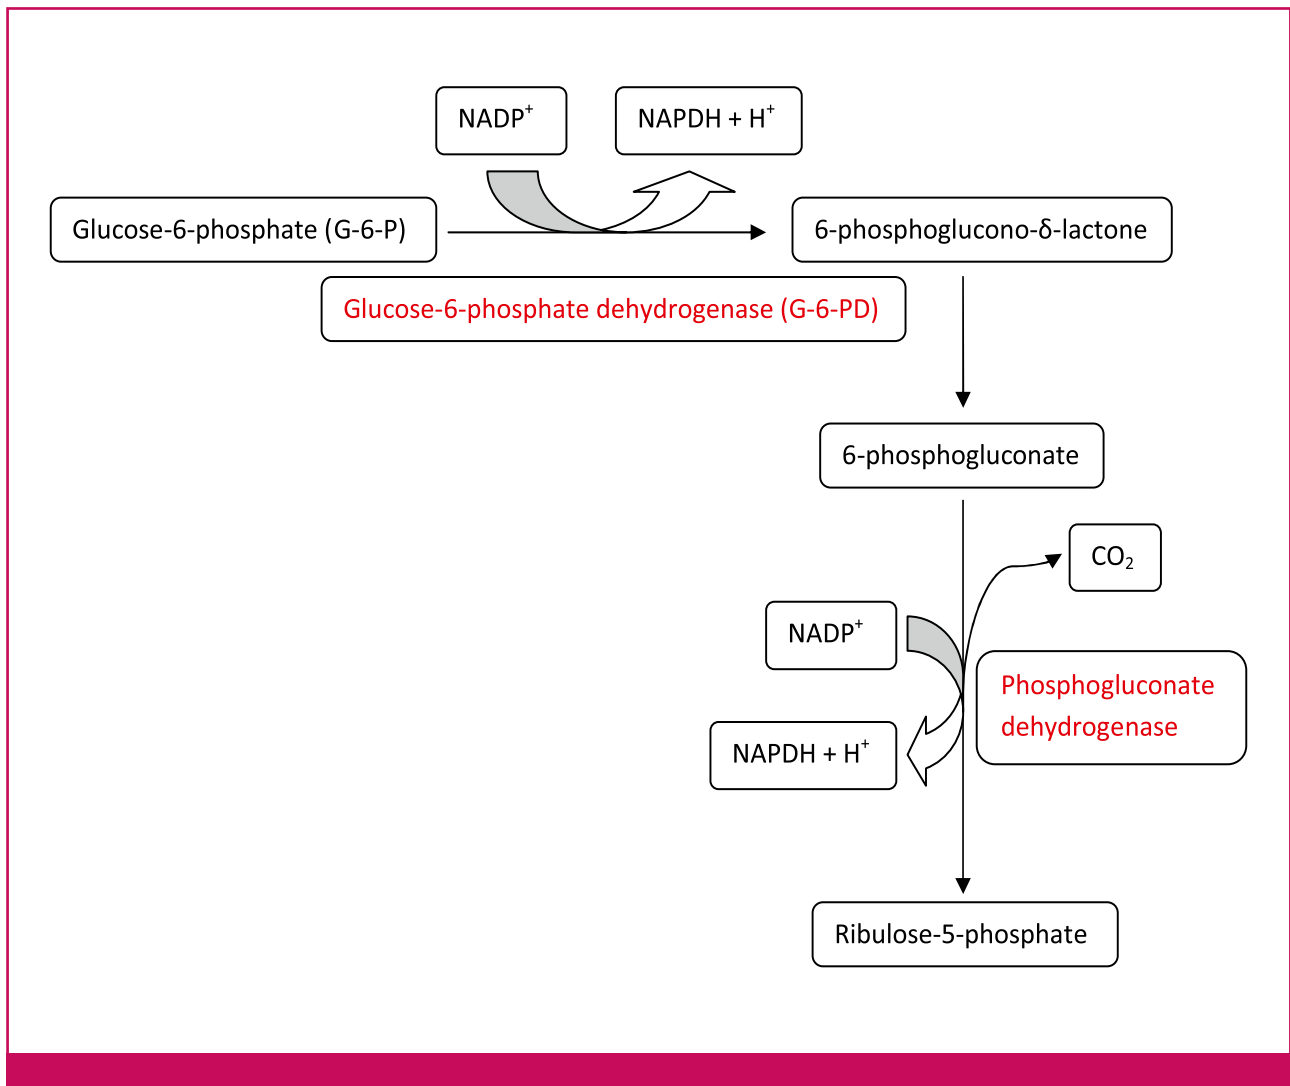 NADP⁺
NAPDH + H⁺
Glucose-6-phosphate (G-6-P)
6-phosphoglucono-δ-lactone
Glucose-6-phosphate dehydrogenase (G-6-PD)
6-phosphogluconate
CO₂
NADP⁺
Phosphogluconate
dehydrogenase
NAPDH + H⁺
Ribulose-5-phosphate